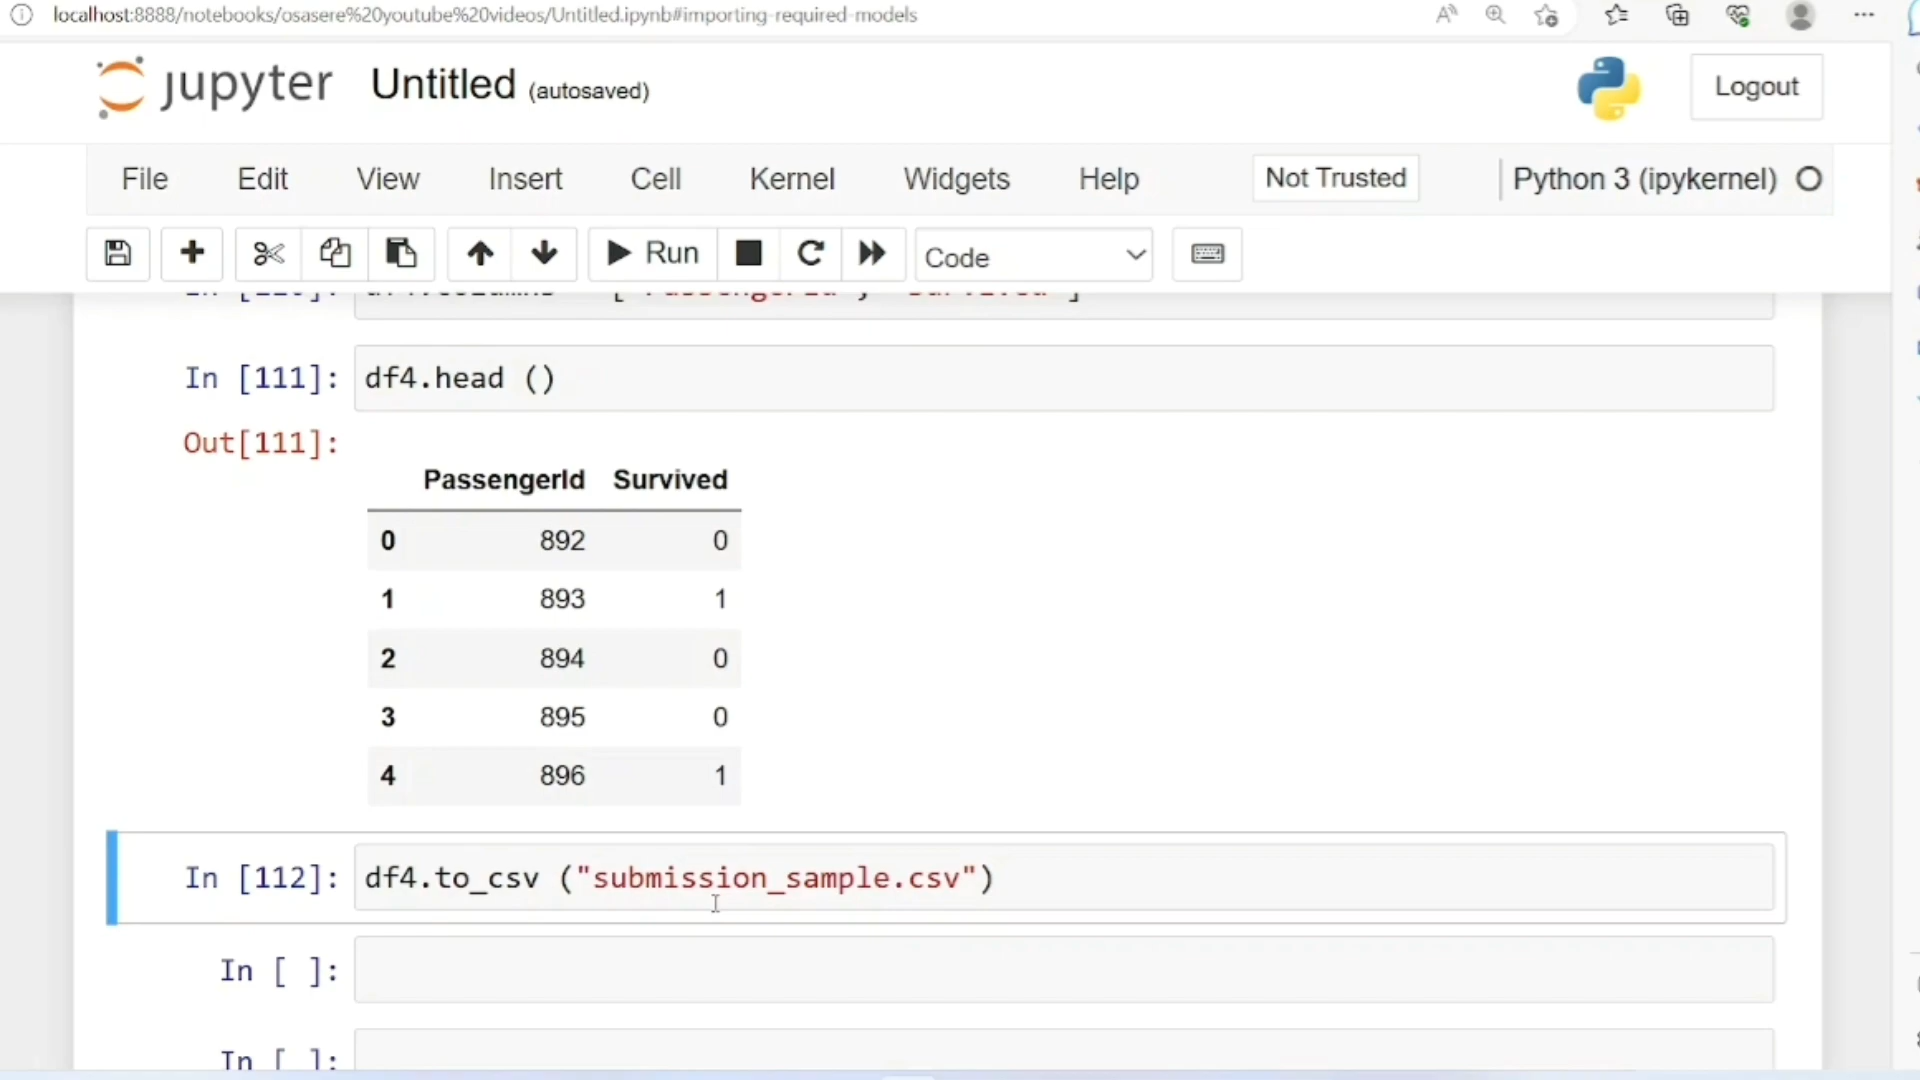 localhost:8888/notebooks/osasere%20youtube%20videos/Untitled.ipynb#importing-required-models
jupyter Untitled (autosaved)
Logout
File Edit View Insert Cell Kernel Widgets Help Not Trusted Python 3 (ipykernel)
Run Code
In [111]: df4.head ()
Out[111]:
PassengerId Survived
0 892 0
1 893 1
2 894 0
3 895 0
4 896 1
In [112]: df4.to_csv ("submission_sample.csv")
In [ ]:
In [ ]: